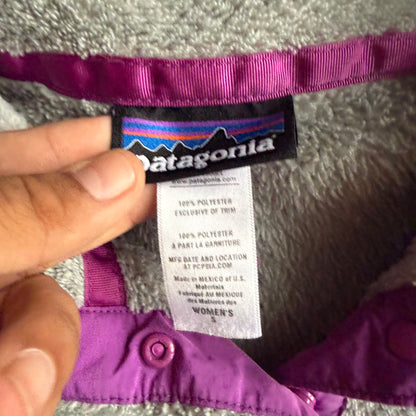 patagonia
www.patagonia.com
100% POLYESTER
EXCLUSIVE OF TRIM
100% POLYESTER
À PART LA GARNITURE
MFG DATE AND LOCATION
AT PCPDIA.COM
Made in MEXICO of U.S.
Materials
Fabriqué AU MEXIQUE
des Matières des
WOMEN'S
S